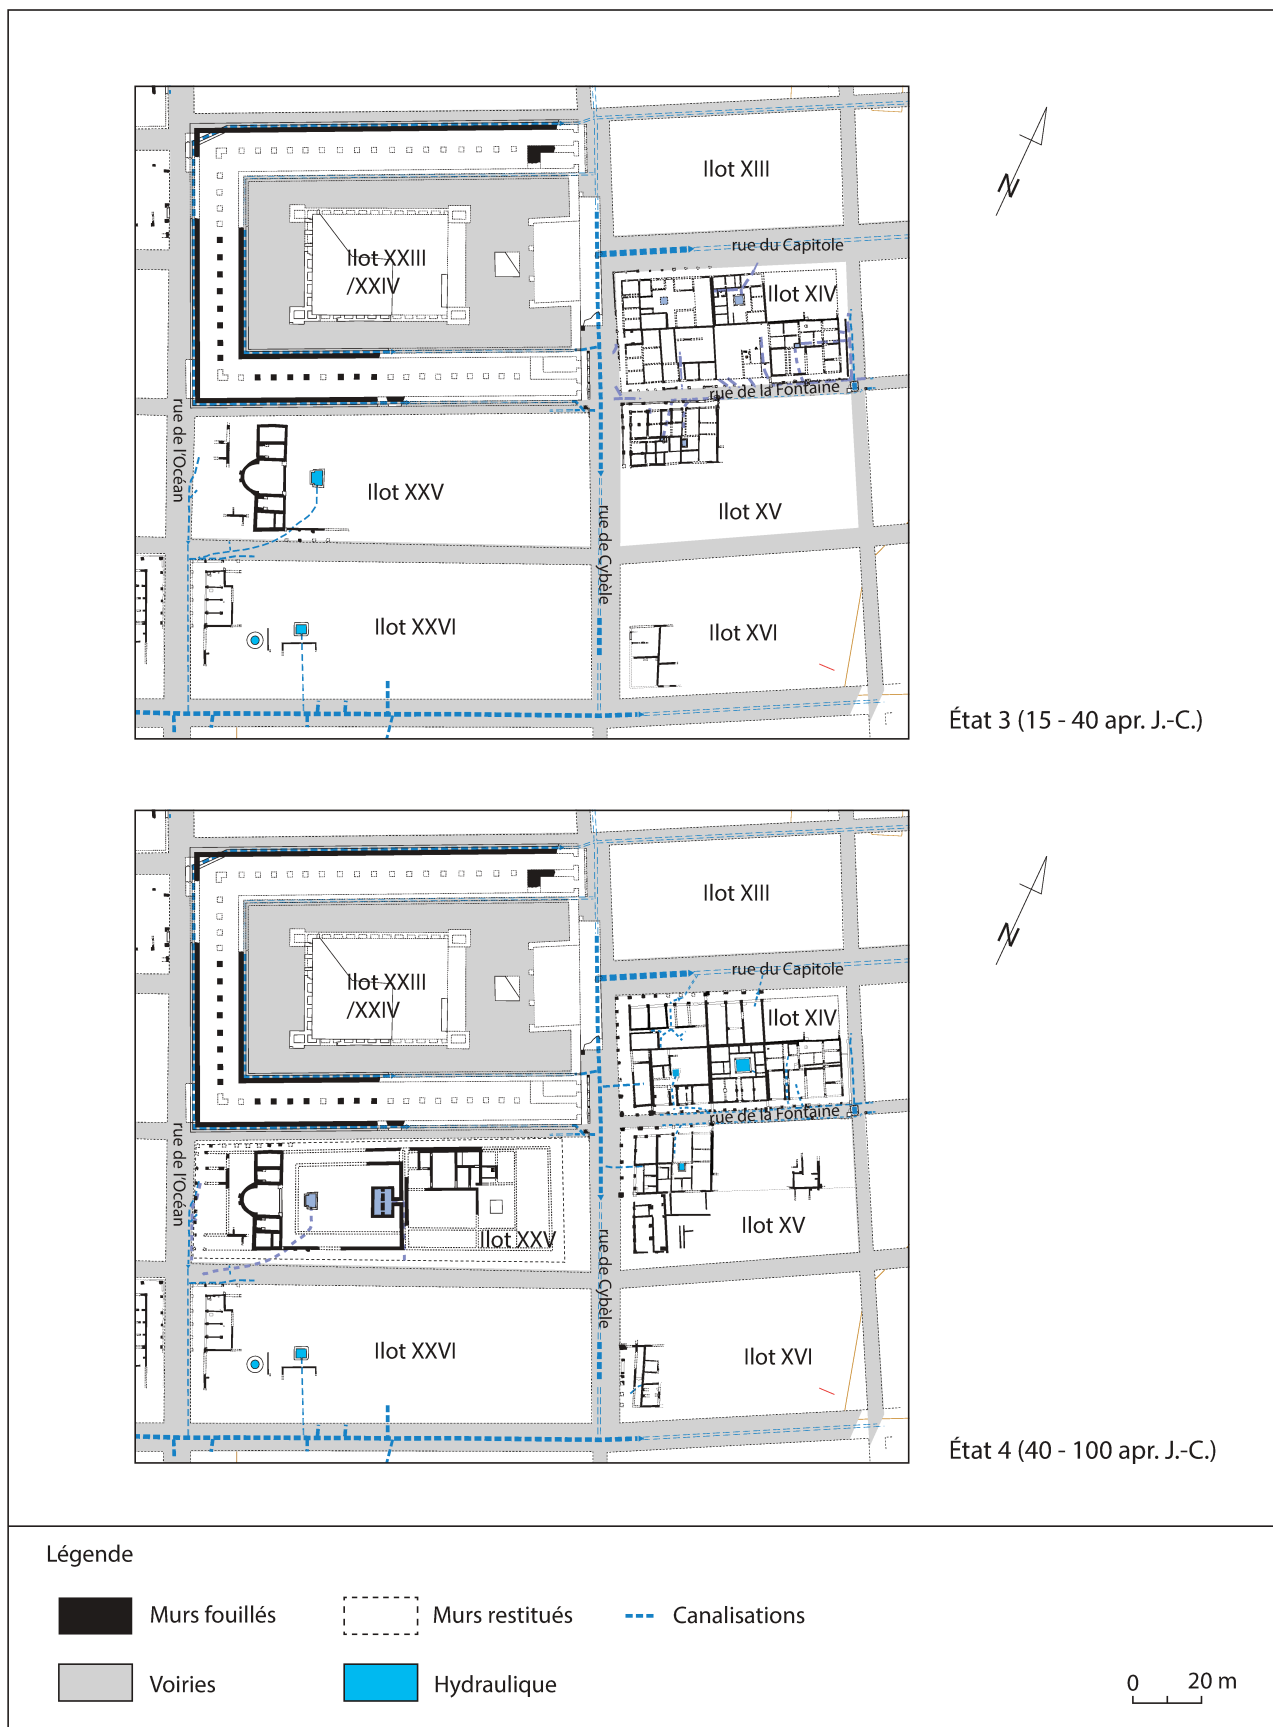 Ilot XIII
rue du Capitole
Ilot XXIII
/XXIV
Ilot XIV
rue de la Fontaine
rue de l'Océan
Ilot XXV
rue de Cybèle
Ilot XV
Ilot XXVI
Ilot XVI
N
État 3 (15 - 40 apr. J.-C.)
Ilot XIII
rue du Capitole
Ilot XXIII
/XXIV
Ilot XIV
rue de la Fontaine
rue de l'Océan
Ilot XXV
rue de Cybèle
Ilot XV
Ilot XXVI
Ilot XVI
N
État 4 (40 - 100 apr. J.-C.)
Légende
Murs fouillés
Murs restitués
Canalisations
Voiries
Hydraulique
0 20 m